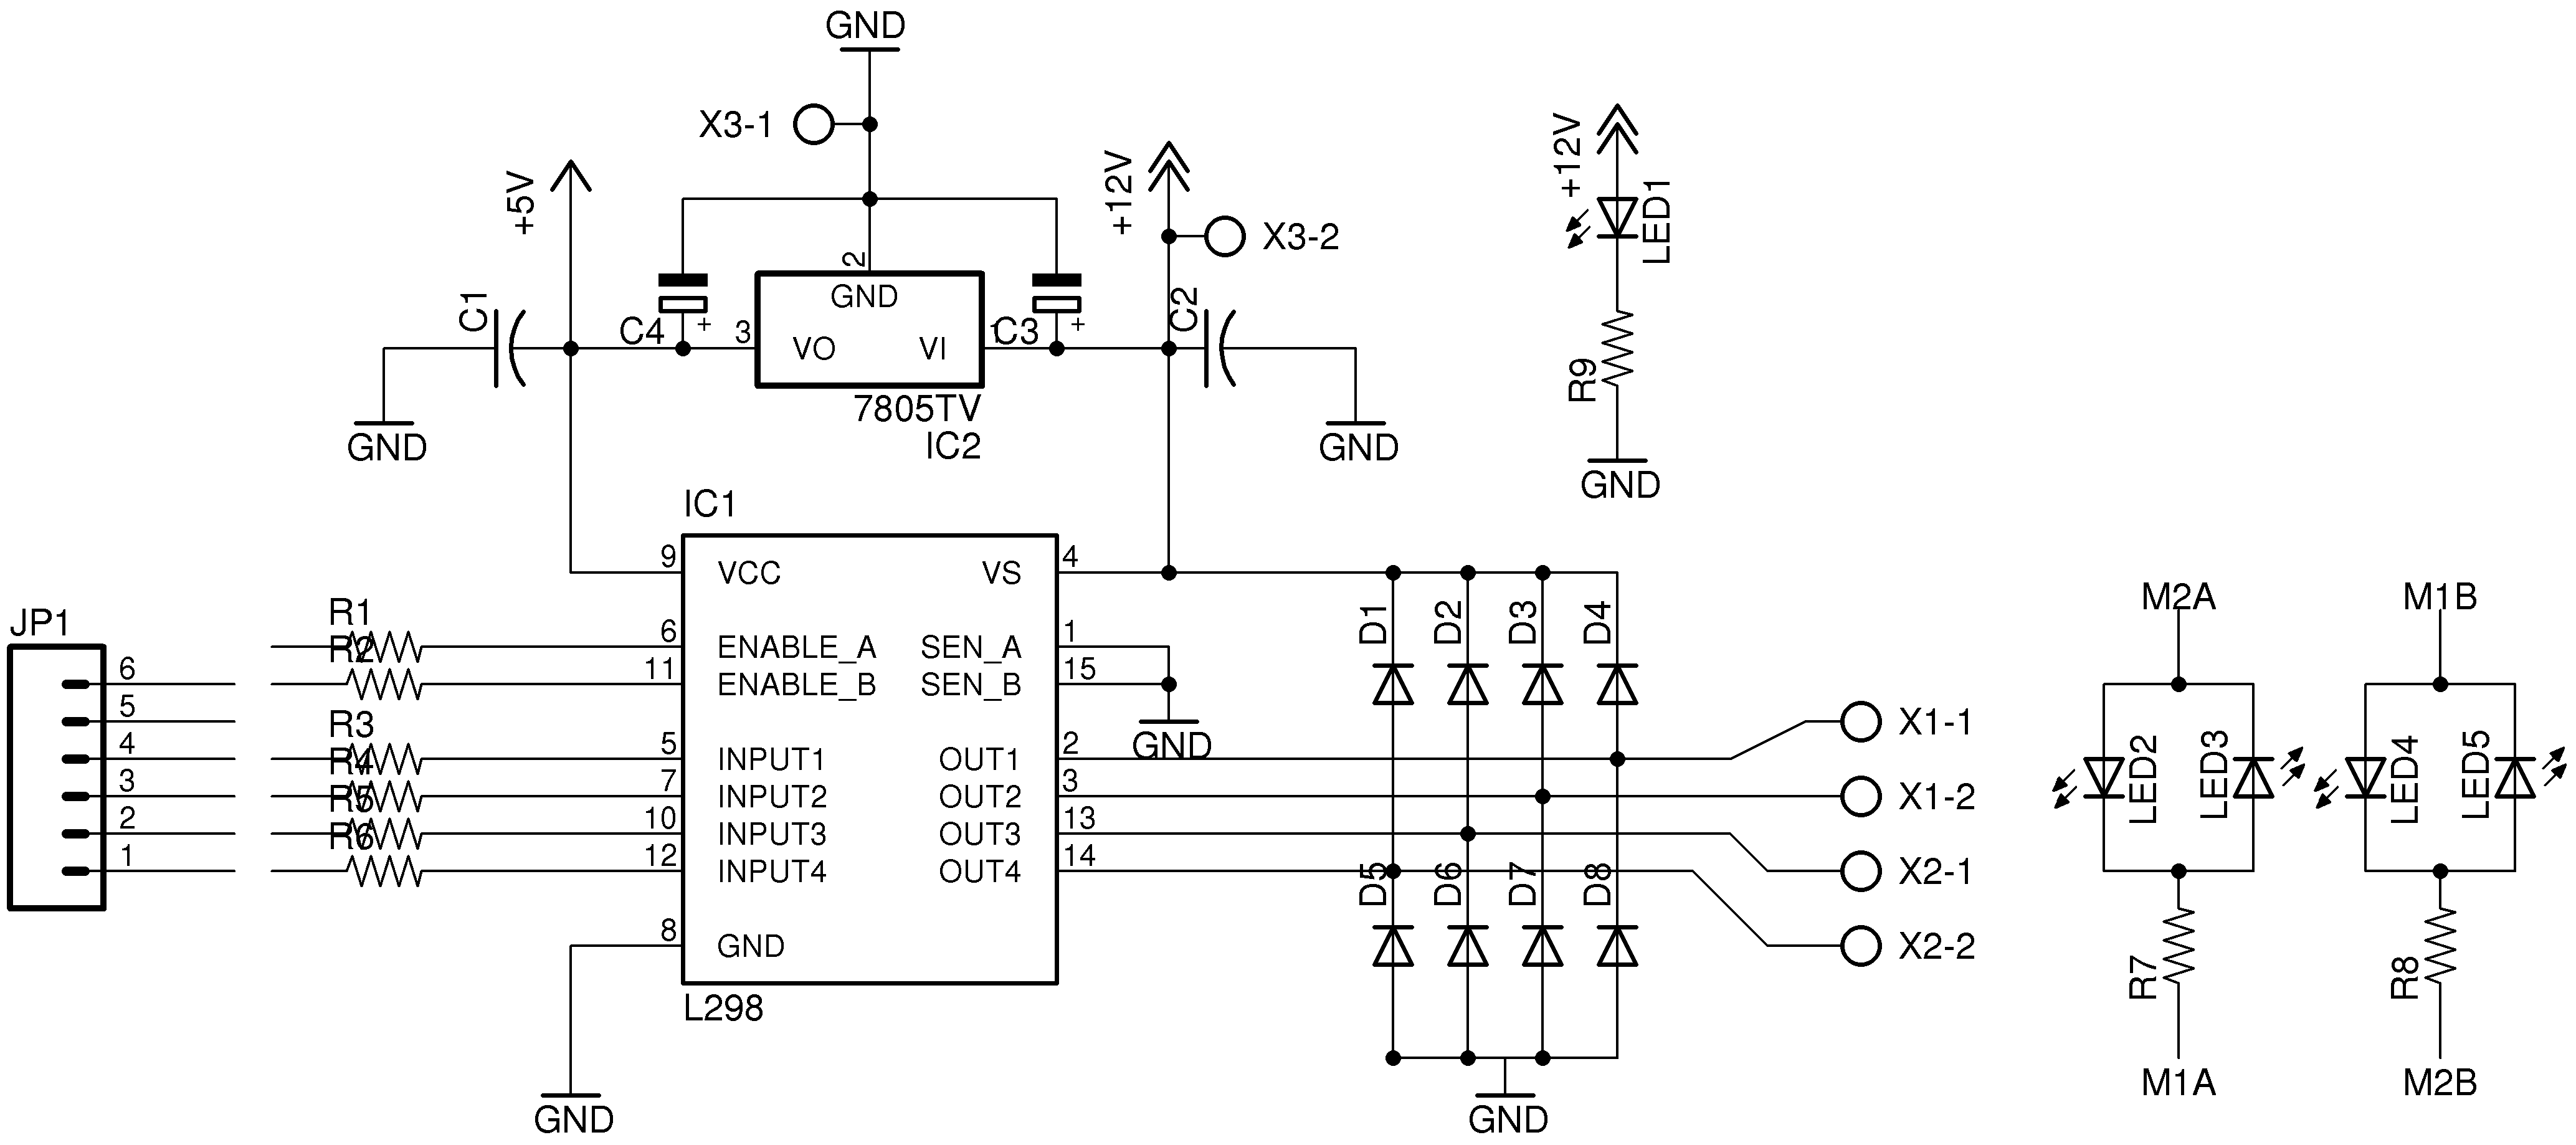 GND
X3-1
+5V
+12V
X3-2
+12V
LED1
2
GND
C1
C4
+
3
VO
VI
1
C3
+
C2
R9
7805TV
IC2
GND
GND
GND
IC1
9
VCC
VS
4
JP1
R1
6
ENABLE_A
SEN_A
1
R2
11
ENABLE_B
SEN_B
15
6
5
4
3
2
1
R3
5
INPUT1
OUT1
2
GND
R4
7
INPUT2
OUT2
3
R5
10
INPUT3
OUT3
13
R6
12
INPUT4
OUT4
14
8
GND
L298
GND
D1
D2
D3
D4
D5
D6
D7
D8
GND
X1-1
X1-2
X2-1
X2-2
M2A
M1B
LED2
LED3
LED4
LED5
R7
R8
M1A
M2B